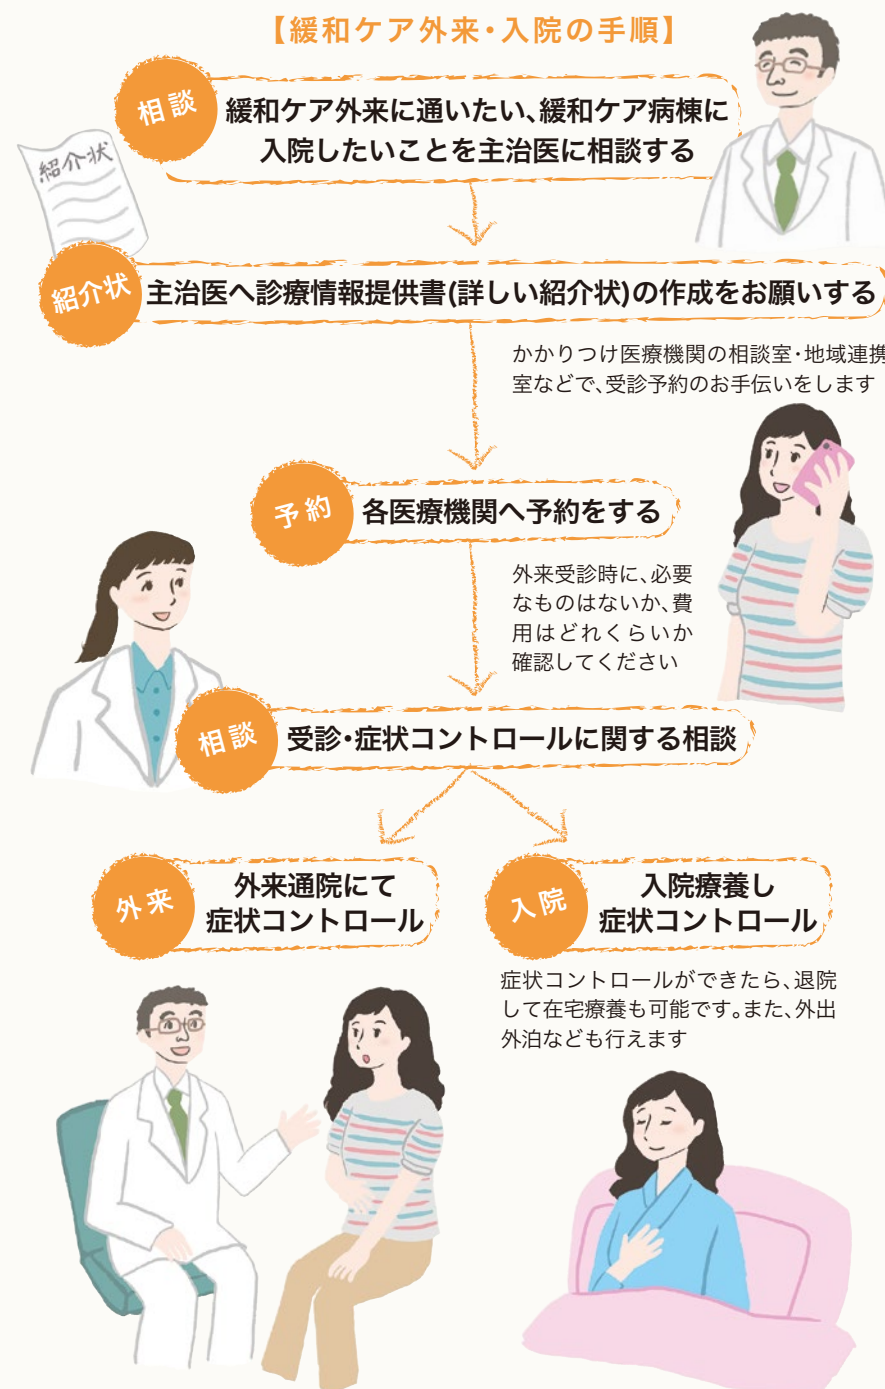 【緩和ケア外来・入院の手順】
相談
緩和ケア外来に通いたい、緩和ケア病棟に
入院したいことを主治医に相談する
紹介状
紹介状
主治医へ診療情報提供書(詳しい紹介状)の作成をお願いする
かかりつけ医療機関の相談室・地域連携
室などで、受診予約のお手伝いをします
予約
各医療機関へ予約をする
外来受診時に、必要
なものはないか、費
用はどれくらいか
確認してください
相談
受診・症状コントロールに関する相談
外来
外来通院にて
症状コントロール
入院
入院療養し
症状コントロール
症状コントロールができたら、退院
して在宅療養も可能です。また、外出
外泊なども行えます